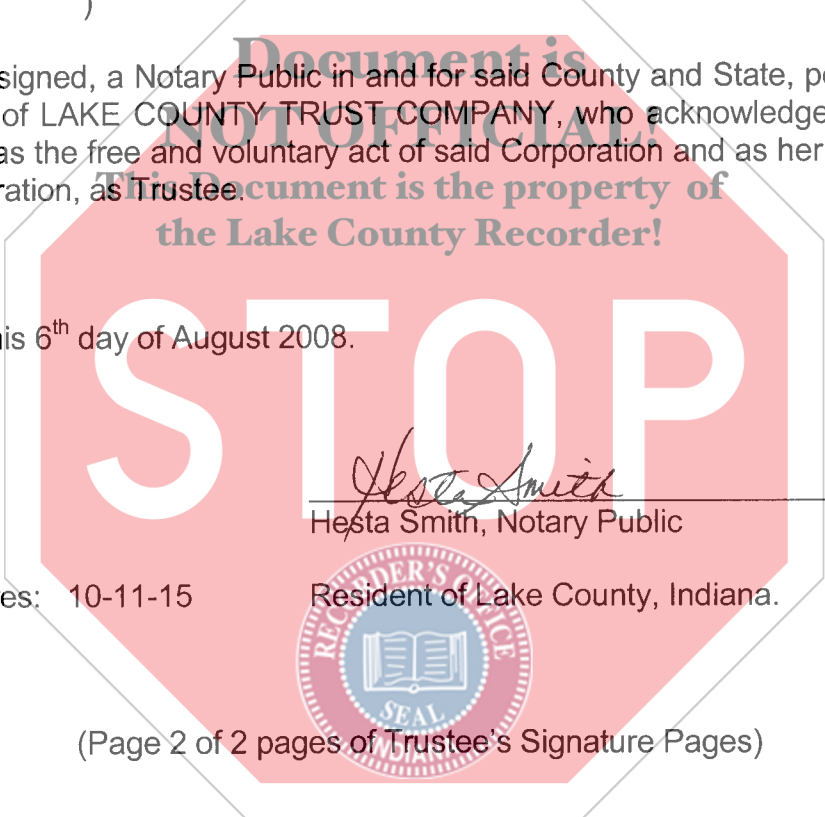 )
Document is
signed, a Notary Public in and for said County and State, pe
of LAKE COUNTY TRUST COMPANY, who acknowledge
NOT OFFICIAL!
as the free and voluntary act of said Corporation and as her
ration, as Trustee.
This Document is the property of
the Lake County Recorder!
STOP
his 6th day of August 2008.
Hesta Smith
Hesta Smith, Notary Public
es: 10-11-15
Resident of Lake County, Indiana.
RECORDER'S OFFICE
SEAL
INDIANA
(Page 2 of 2 pages of Trustee's Signature Pages)